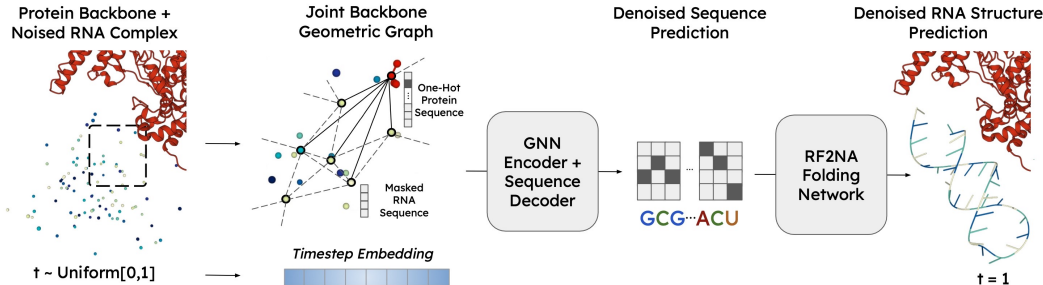 Protein Backbone +
Noised RNA Complex
t ~ Uniform[0,1]
Joint Backbone
Geometric Graph
One-Hot
Protein
Sequence
Masked
RNA
Sequence
Timestep Embedding
GNN
Encoder +
Sequence
Decoder
Denoised Sequence
Prediction
...
GCG...ACU
RF2NA
Folding
Network
Denoised RNA Structure
Prediction
t = 1